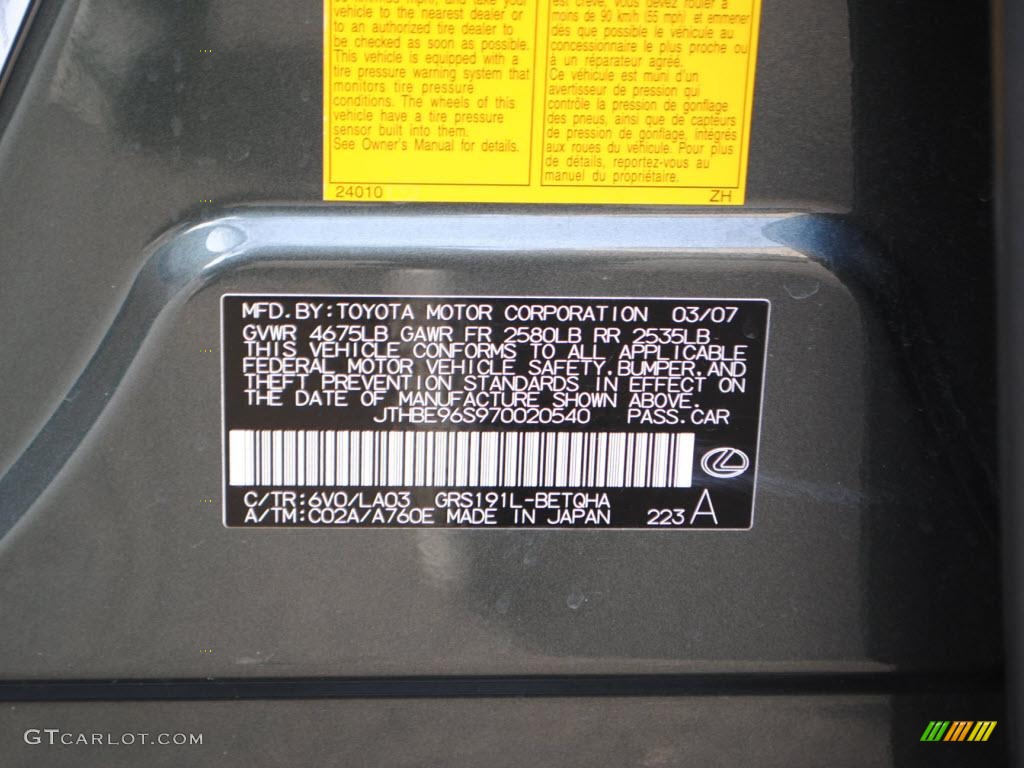 vehicle to the nearest dealer or
to an authorized tire dealer to
be checked as soon as possible.
This vehicle is equipped with a
tire pressure warning system that
monitors tire pressure
conditions. The wheels of this
vehicle have a tire pressure
sensor built into them.
See Owner's Manual for details.
24010
est crevé, vous devez rouler à
moins de 90 km/h (55 mph) et emmener
dès que possible le véhicule au
concessionnaire le plus proche ou
à un réparateur agréé.
Ce véhicule est muni d'un
avertisseur de pression qui
contrôle la pression de gonflage
des pneus, ainsi que de capteurs
de pression de gonflage, intégrés
aux roues du véhicule. Pour plus
de détails, reportez-vous au
manuel du propriétaire.
ZH
MFD.BY:TOYOTA MOTOR CORPORATION 03/07
GVWR 4675LB GAWR FR 2580LB RR 2535LB
THIS VEHICLE CONFORMS TO ALL APPLICABLE
FEDERAL MOTOR VEHICLE SAFETY,BUMPER,AND
THEFT PREVENTION STANDARDS IN EFFECT ON
THE DATE OF MANUFACTURE SHOWN ABOVE.
JTHBE96S970020540 PASS.CAR
C/TR:6V0/LA03 GRS191L-BETQHA
A/TM:C02A/A760E MADE IN JAPAN 223 A
GTCARLOT.COM